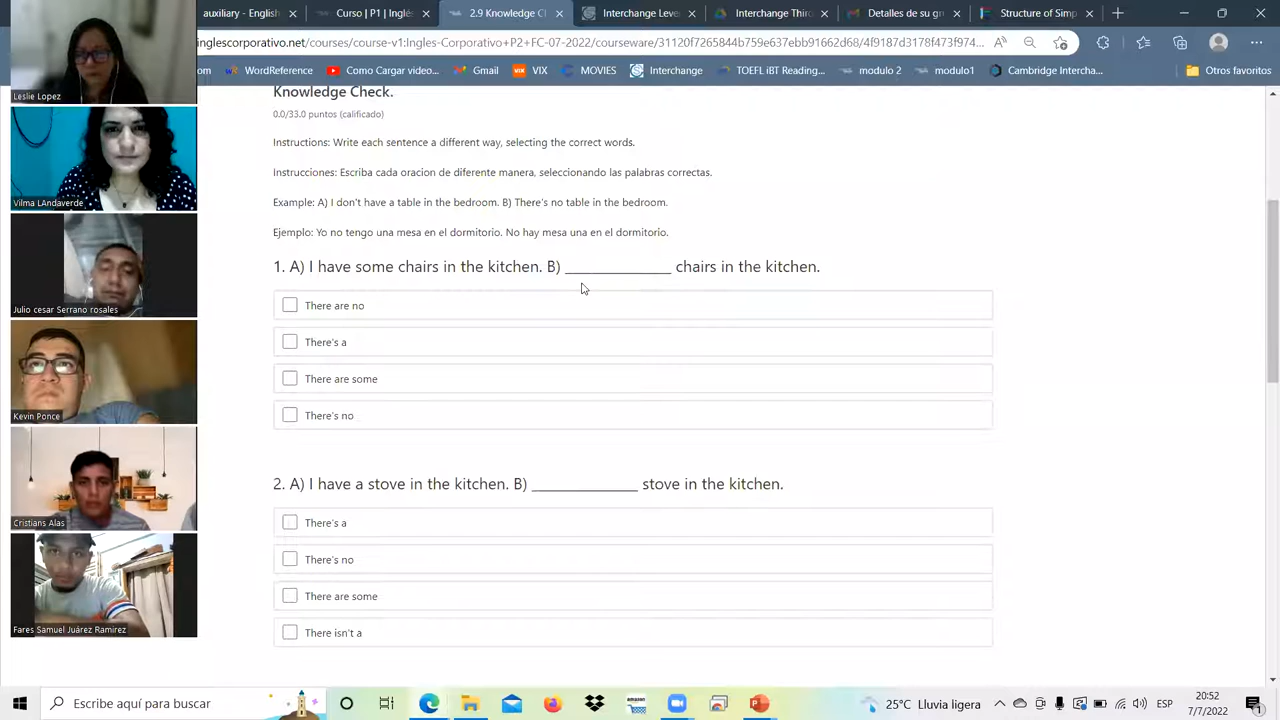 auxiliary - English
Curso | P1 | Inglés
2.9 Knowledge Cl
Interchange Leve
Interchange Thir
Detalles de su gr
Structure of Simp
inglescorporativo.net/courses/course-v1:Ingles-Corporativo+P2+FC-07-2022/courseware/31120f7265844b759e637ebb91662d68/4f9187d3178f473f974...
om
WordReference
Como Cargar video...
Gmail
VIX
MOVIES
Interchange
TOEFL iBT Reading...
modulo 2
modulo1
Cambridge Intercha...
Otros favoritos
Leslie Lopez
Vilma LAndaverde
Julio cesar Serrano rosales
Kevin Ponce
Cristians Alas
Fares Samuel Juárez Ramírez
Knowledge Check.
0.0/33.0 puntos (calificado)
Instructions: Write each sentence a different way, selecting the correct words.
Instrucciones: Escriba cada oracion de diferente manera, seleccionando las palabras correctas.
Example: A) I don't have a table in the bedroom. B) There's no table in the bedroom.
Ejemplo: Yo no tengo una mesa en el dormitorio. No hay mesa una en el dormitorio.
1. A) I have some chairs in the kitchen. B) _____________ chairs in the kitchen.
There are no
There's a
There are some
There's no
2. A) I have a stove in the kitchen. B) _____________ stove in the kitchen.
There's a
There's no
There are some
There isn't a
Escribe aquí para buscar
amazon
25°C Lluvia ligera
ESP
20:52
7/7/2022
1